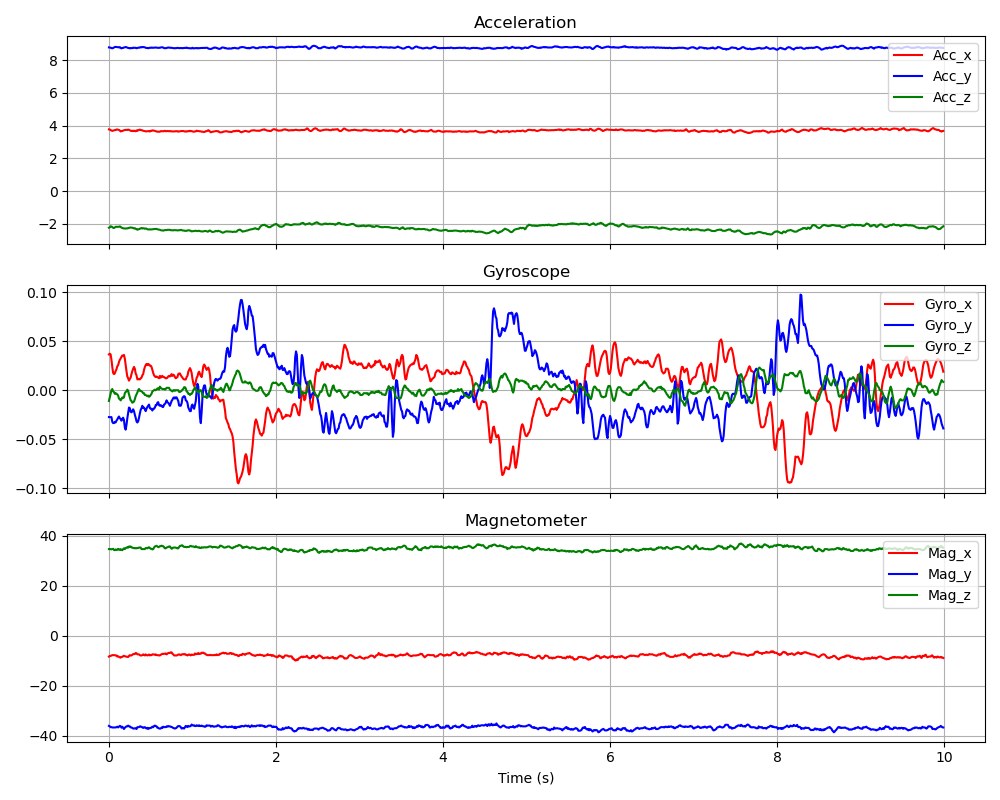 Acceleration
8
6
4
2
0
−2
Acc_x
Acc_y
Acc_z
Gyroscope
0.10
0.05
0.00
−0.05
−0.10
Gyro_x
Gyro_y
Gyro_z
Magnetometer
40
20
0
−20
−40
Mag_x
Mag_y
Mag_z
0 2 4 6 8 10
Time (s)